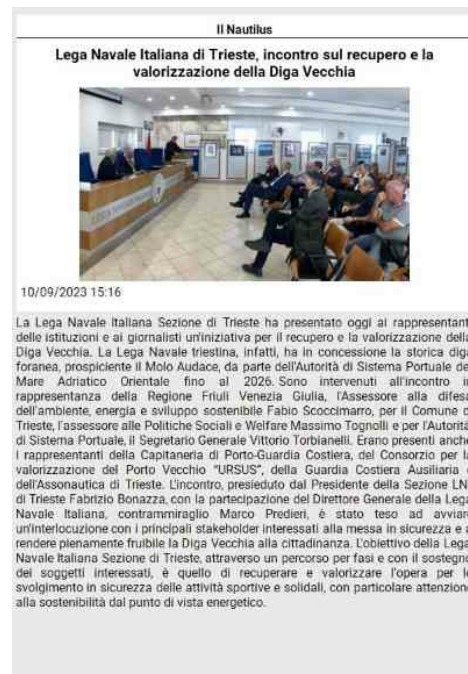 Il Nautilus
Lega Navale Italiana di Trieste, incontro sul recupero e la
valorizzazione della Diga Vecchia
LEGA NAVALE
10/09/2023 15:16
La Lega Navale Italiana Sezione di Trieste ha presentato oggi ai rappresentant
delle istituzioni e ai giornalisti un'iniziativa per il recupero e la valorizzazione della
Diga Vecchia. La Lega Navale triestina, infatti, ha in concessione la storica diga
foranea, prospiciente il Molo Audace, da parte dell'Autorità di Sistema Portuale de
Mare Adriatico Orientale fino al 2026. Sono intervenuti all'incontro i
rappresentanza della Regione Friuli Venezia Giulia, l'Assessore alla difesa
dell'ambiente, energia e sviluppo sostenibile Fabio Scoccimarro, per il Comune d
Trieste, l'assessore alle Politiche Sociali e Welfare Massimo Tognolli e per l'Autorità
di Sistema Portuale, il Segretario Generale Vittorio Torbianelli. Erano presenti anche
i rappresentanti della Capitaneria di Porto-Guardia Costiera, del Consorzio per la
valorizzazione del Porto Vecchio "URSUS", della Guardia Costiera Ausiliaria e
dell'Assonautica di Trieste. L'incontro, presieduto dal Presidente della Sezione LN
di Trieste Fabrizio Bonazza, con la partecipazione del Direttore Generale della Lega
Navale Italiana, contrammiraglio Marco Predieri, è stato teso ad avviare
un'interlocuzione con i principali stakeholder interessati alla messa in sicurezza e a
rendere pienamente fruibile la Diga Vecchia alla cittadinanza. L'obiettivo della Lega
Navale Italiana Sezione di Trieste, attraverso un percorso per fasi e con il sostegno
dei soggetti interessati, è quello di recuperare e valorizzare l'opera per l
svolgimento in sicurezza delle attività sportive e solidali, con particolare attenzion
alla sostenibilità dal punto di vista energetico.